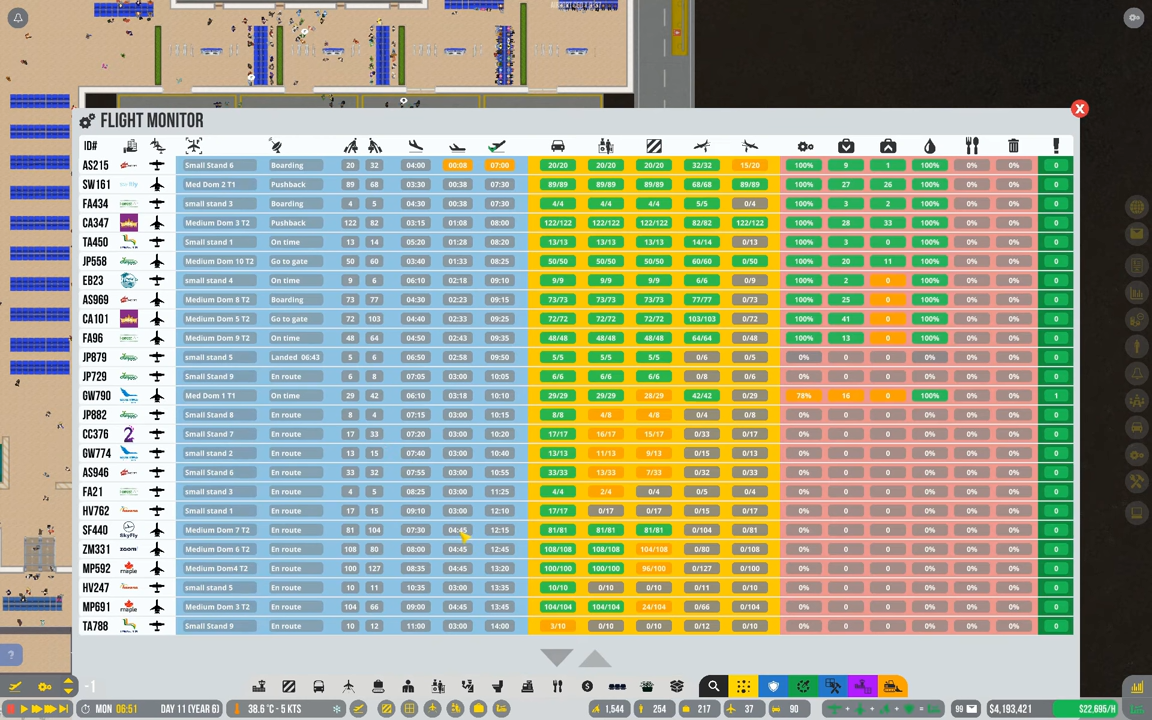 FLIGHT MONITOR
ID#
AS215 Small Stand 6 Boarding 20 32 04:00 00:08 07:00 20/20 20/20 20/20 32/32 15/20 100% 9 1 100% 0% 0% 0
SW161 Med Dom 2 T1 Pushback 89 68 03:30 00:38 07:30 89/89 89/89 89/89 68/68 89/89 100% 27 26 100% 0% 0% 0
FA434 small stand 3 Boarding 4 5 04:30 00:38 07:30 4/4 4/4 4/4 5/5 0/4 100% 3 2 100% 0% 0% 0
CA347 Medium Dom 3 T2 Pushback 122 82 03:15 01:08 08:00 122/122 122/122 122/122 82/82 122/122 100% 28 33 100% 0% 0% 0
TA450 Small stand 1 On time 13 14 05:20 01:28 08:20 13/13 13/13 13/13 14/14 0/13 100% 3 0 100% 0% 0% 0
JP558 Medium Dom 10 T2 Go to gate 50 60 03:40 01:33 08:25 50/50 50/50 50/50 60/60 0/50 100% 20 11 100% 0% 0% 0
EB23 small stand 4 On time 9 6 06:10 02:18 09:10 9/9 9/9 9/9 6/6 0/9 100% 2 0 100% 0% 0% 0
AS969 Medium Dom 8 T2 Boarding 73 77 04:30 02:23 09:15 73/73 73/73 73/73 77/77 0/73 100% 25 0 100% 0% 0% 0
CA101 Medium Dom 5 T2 Go to gate 72 103 04:40 02:33 09:25 72/72 72/72 72/72 103/103 0/72 100% 41 0 100% 0% 0% 0
FA96 Medium Dom 9 T2 On time 48 64 04:50 02:43 09:35 48/48 48/48 48/48 64/64 0/48 100% 13 0 100% 0% 0% 0
JP879 small stand 5 Landed 06:43 5 6 06:50 02:58 09:50 5/5 5/5 5/5 0/6 0/5 0% 0 0 0% 0% 0% 0
JP729 Small Stand 9 En route 6 8 07:05 03:00 10:05 6/6 6/6 6/6 0/8 0/6 0% 0 0 0% 0% 0% 0
GW790 Med Dom 1 T1 On time 29 42 06:10 03:18 10:10 29/29 29/29 28/29 42/42 0/29 78% 16 0 100% 0% 0% 1
JP882 Small Stand 8 En route 8 4 07:15 03:00 10:15 8/8 4/8 4/8 0/4 0/8 0% 0 0 0% 0% 0% 0
CC376 2 Small Stand 7 En route 17 33 07:20 03:00 10:20 17/17 16/17 15/17 0/33 0/17 0% 0 0 0% 0% 0% 0
GW774 small stand 2 En route 13 15 07:40 03:00 10:40 13/13 11/13 9/13 0/15 0/13 0% 0 0 0% 0% 0% 0
AS946 Small Stand 6 En route 33 32 07:55 03:00 10:55 33/33 13/33 7/33 0/32 0/33 0% 0 0 0% 0% 0% 0
FA21 small stand 3 En route 4 5 08:25 03:00 11:25 4/4 2/4 0/4 0/5 0/4 0% 0 0 0% 0% 0% 0
HV762 Small stand 1 En route 17 15 09:10 03:00 12:10 17/17 0/17 0/17 0/15 0/17 0% 0 0 0% 0% 0% 0
SF440 SkyFly Medium Dom 7 T2 En route 81 104 07:30 04:45 12:15 81/81 81/81 81/81 0/104 0/81 0% 0 0 0% 0% 0% 0
ZM331 zoom Medium Dom 6 T2 En route 108 80 08:00 04:45 12:45 108/108 108/108 104/108 0/80 0/108 0% 0 0 0% 0% 0% 0
MP592 maple Medium Dom4 T2 En route 100 127 08:35 04:45 13:20 100/100 100/100 96/100 0/127 0/100 0% 0 0 0% 0% 0% 0
HV247 small stand 5 En route 10 11 10:35 03:00 13:35 10/10 0/10 0/10 0/11 0/10 0% 0 0 0% 0% 0% 0
MP691 maple Medium Dom 3 T2 En route 104 66 09:00 04:45 13:45 104/104 104/104 24/104 0/66 0/104 0% 0 0 0% 0% 0% 0
TA788 Small Stand 9 En route 10 12 11:00 03:00 14:00 3/10 0/10 0/10 0/12 0/10 0% 0 0 0% 0% 0% 0
-1
MON 06:51 DAY 11 (YEAR 6) 38.6 °C - 5 KTS 1,544 254 217 37 90 99 $4,193,421 $22,695/H